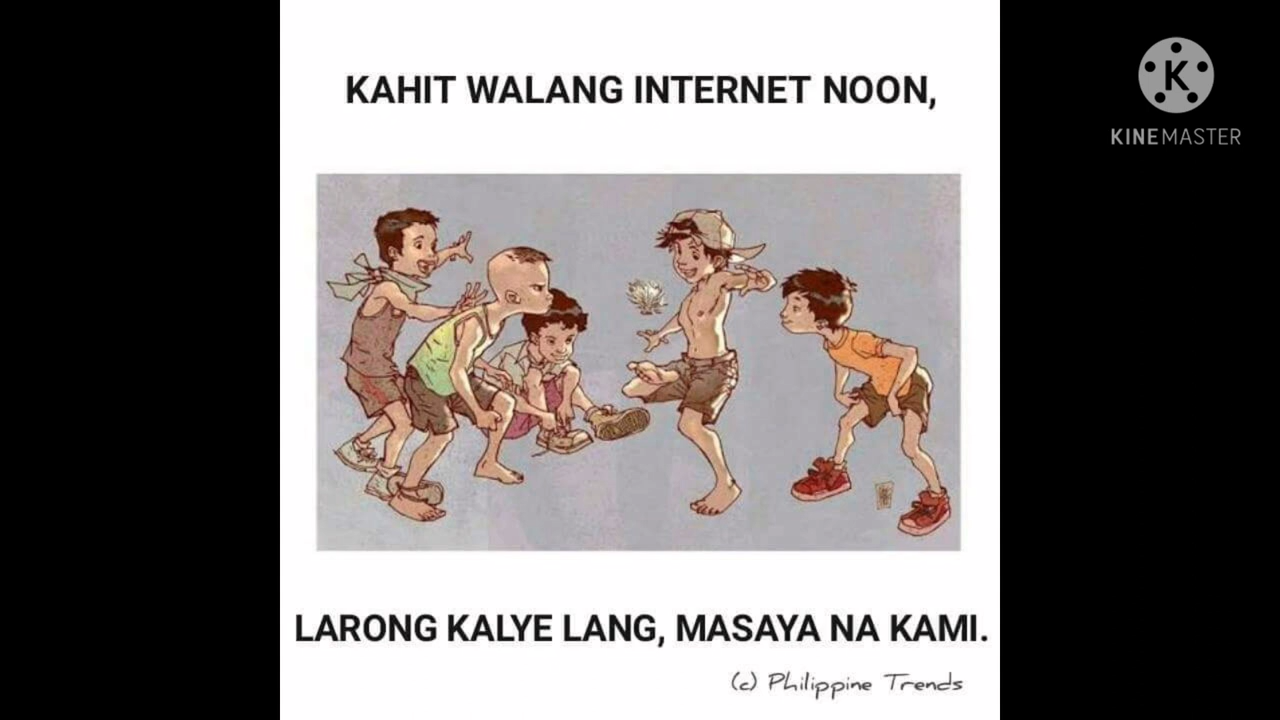 KAHIT WALANG INTERNET NOON,
K
KINEMASTER
LARONG KALYE LANG, MASAYA NA KAMI.
(c) Philippine Trends